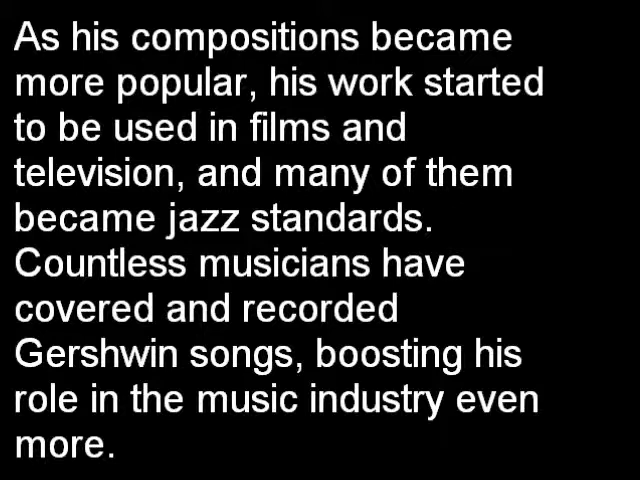 As his compositions became
more popular, his work started
to be used in films and
television, and many of them
became jazz standards.
Countless musicians have
covered and recorded
Gershwin songs, boosting his
role in the music industry even
more.